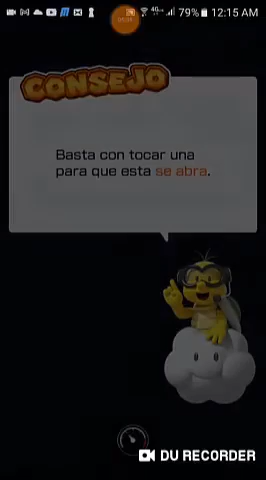 79% 12:15 AM
CONSEJO
Basta con tocar una
para que esta se abra.
DU RECORDER